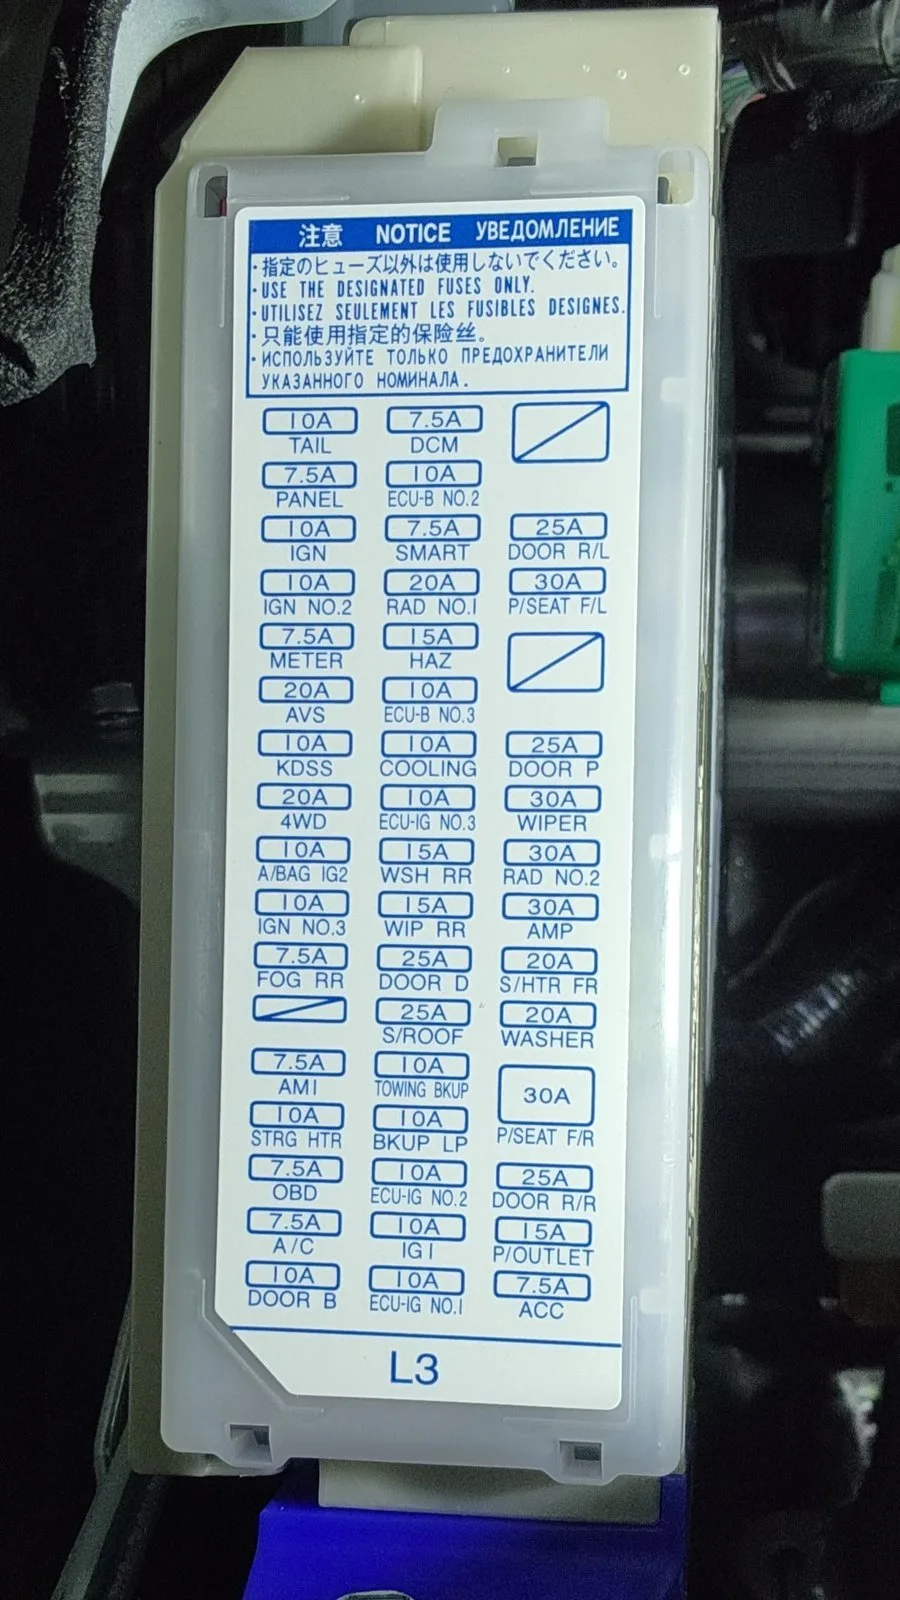 注意 NOTICE УВЕДОМЛЕНИЕ
・指定のヒューズ以外は使用しないでください。
・USE THE DESIGNATED FUSES ONLY.
・UTILISEZ SEULEMENT LES FUSIBLES DESIGNES.
・只能使用指定的保险丝。
・ИСПОЛЬЗУЙТЕ ТОЛЬКО ПРЕДОХРАНИТЕЛИ
УКАЗАННОГО НОМИНАЛА.
10A 7.5A
TAIL DCM
7.5A 10A
PANEL ECU-B NO.2
10A 7.5A 25A
IGN SMART DOOR R/L
10A 20A 30A
IGN NO.2 RAD NO.1 P/SEAT F/L
7.5A 15A
METER HAZ
20A 10A
AVS ECU-B NO.3
10A 10A 25A
KDSS COOLING DOOR P
20A 10A 30A
4WD ECU-IG NO.3 WIPER
10A 15A 30A
A/BAG IG2 WSH RR RAD NO.2
10A 15A 30A
IGN NO.3 WIP RR AMP
7.5A 25A 20A
FOG RR DOOR D S/HTR FR
25A 20A
S/ROOF WASHER
7.5A 10A 30A
AM1 TOWING BKUP
10A 10A
STRG HTR BKUP LP P/SEAT F/R
7.5A 10A 25A
OBD ECU-IG NO.2 DOOR R/R
7.5A 10A 15A
A/C IG1 P/OUTLET
10A 10A 7.5A
DOOR B ECU-IG NO.1 ACC
L3